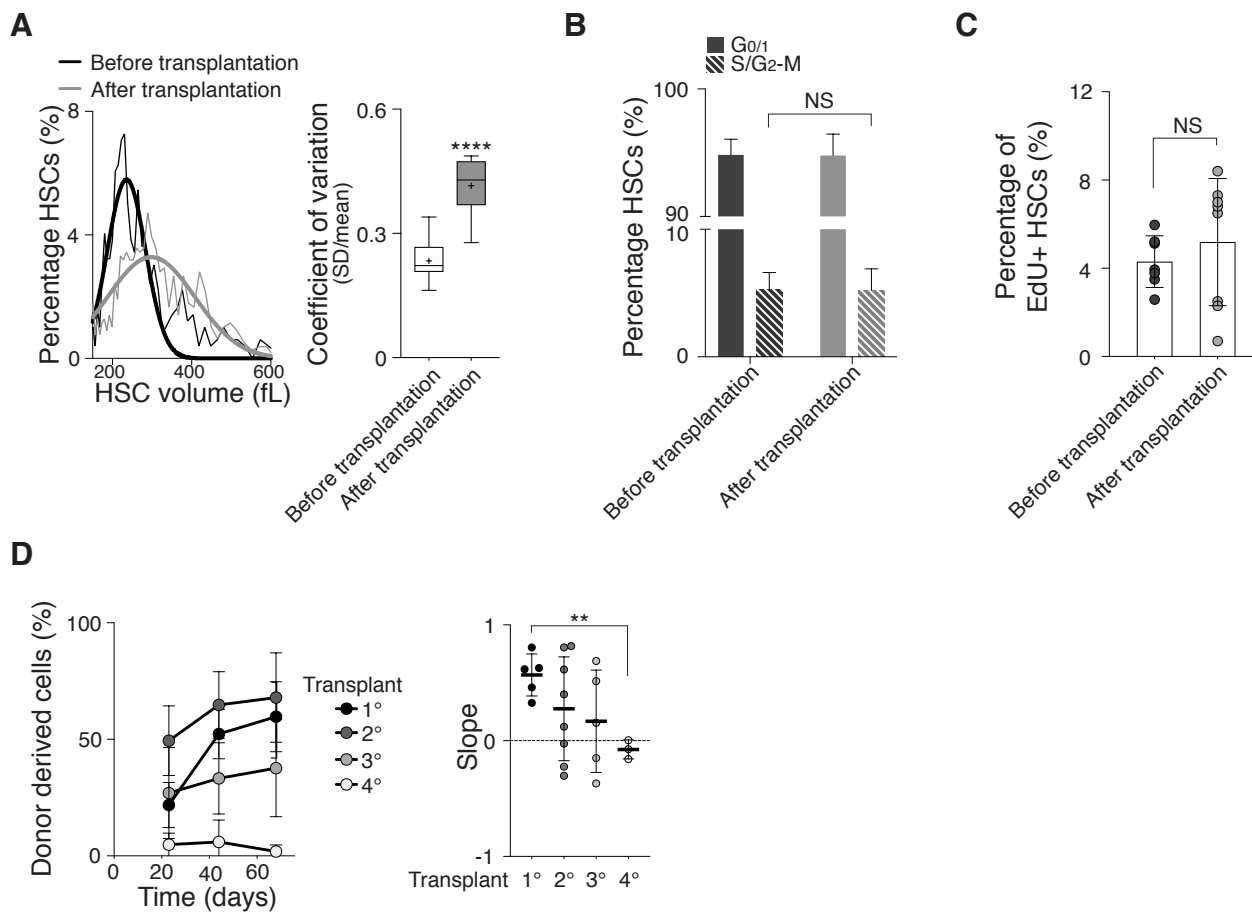 A
Before transplantation
After transplantation
Percentage HSCs (%)
8
4
0
200
400
600
HSC volume (fL)
Coefficient of variation
(SD/mean)
0.6
0.3
0
****
Before transplantation
After transplantation
B
G0/1
S/G2-M
Percentage HSCs (%)
100
90
10
0
NS
Before transplantation
After transplantation
C
Percentage of
EdU+ HSCs (%)
12
8
4
0
NS
Before transplantation
After transplantation
D
Donor derived cells (%)
100
50
0
0
20
40
60
Time (days)
Transplant
1°
2°
3°
4°
Slope
1
0
-1
**
Transplant 1° 2° 3° 4°